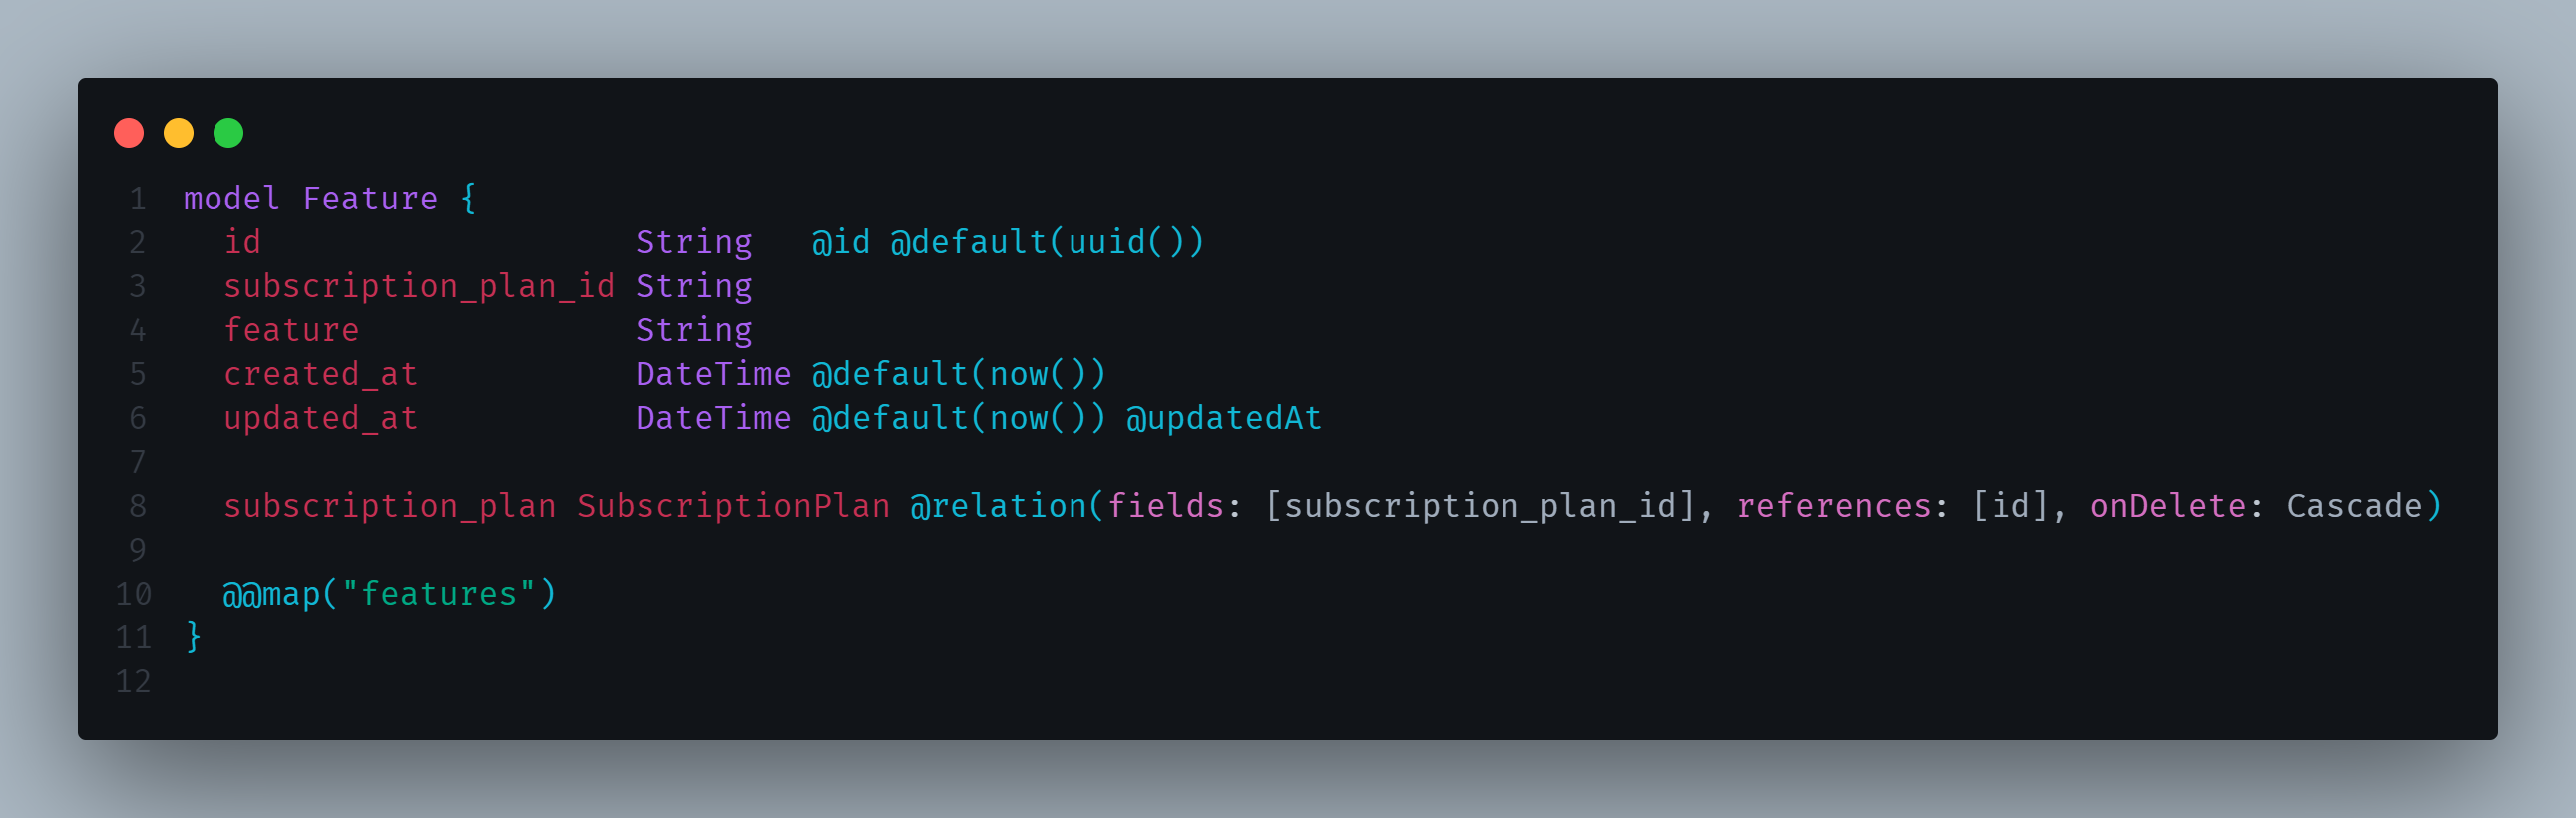 1 model Feature {
2   id                   String   @id @default(uuid())
3   subscription_plan_id String
4   feature              String
5   created_at           DateTime @default(now())
6   updated_at           DateTime @default(now()) @updatedAt
7
8   subscription_plan SubscriptionPlan @relation(fields: [subscription_plan_id], references: [id], onDelete: Cascade)
9
10   @@map("features")
11 }
12